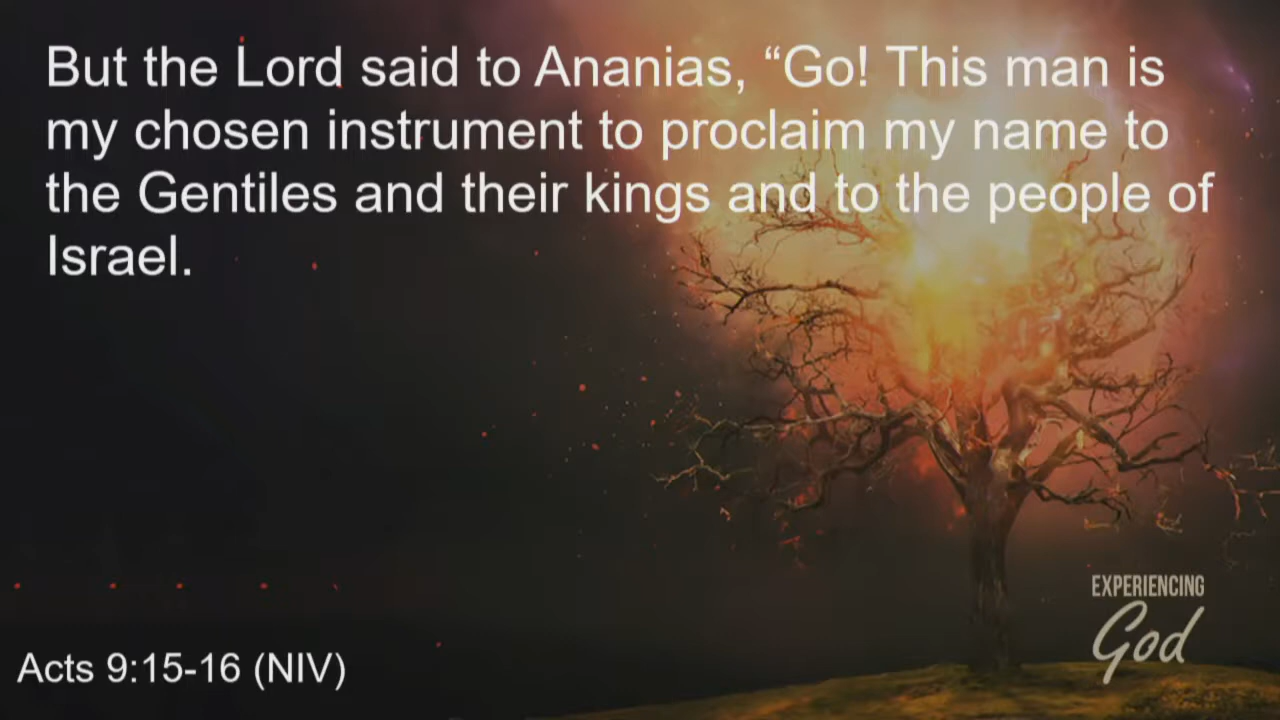 But the Lord said to Ananias, “Go! This man is
my chosen instrument to proclaim my name to
the Gentiles and their kings and to the people of
Israel.
Acts 9:15-16 (NIV)
EXPERIENCING
God